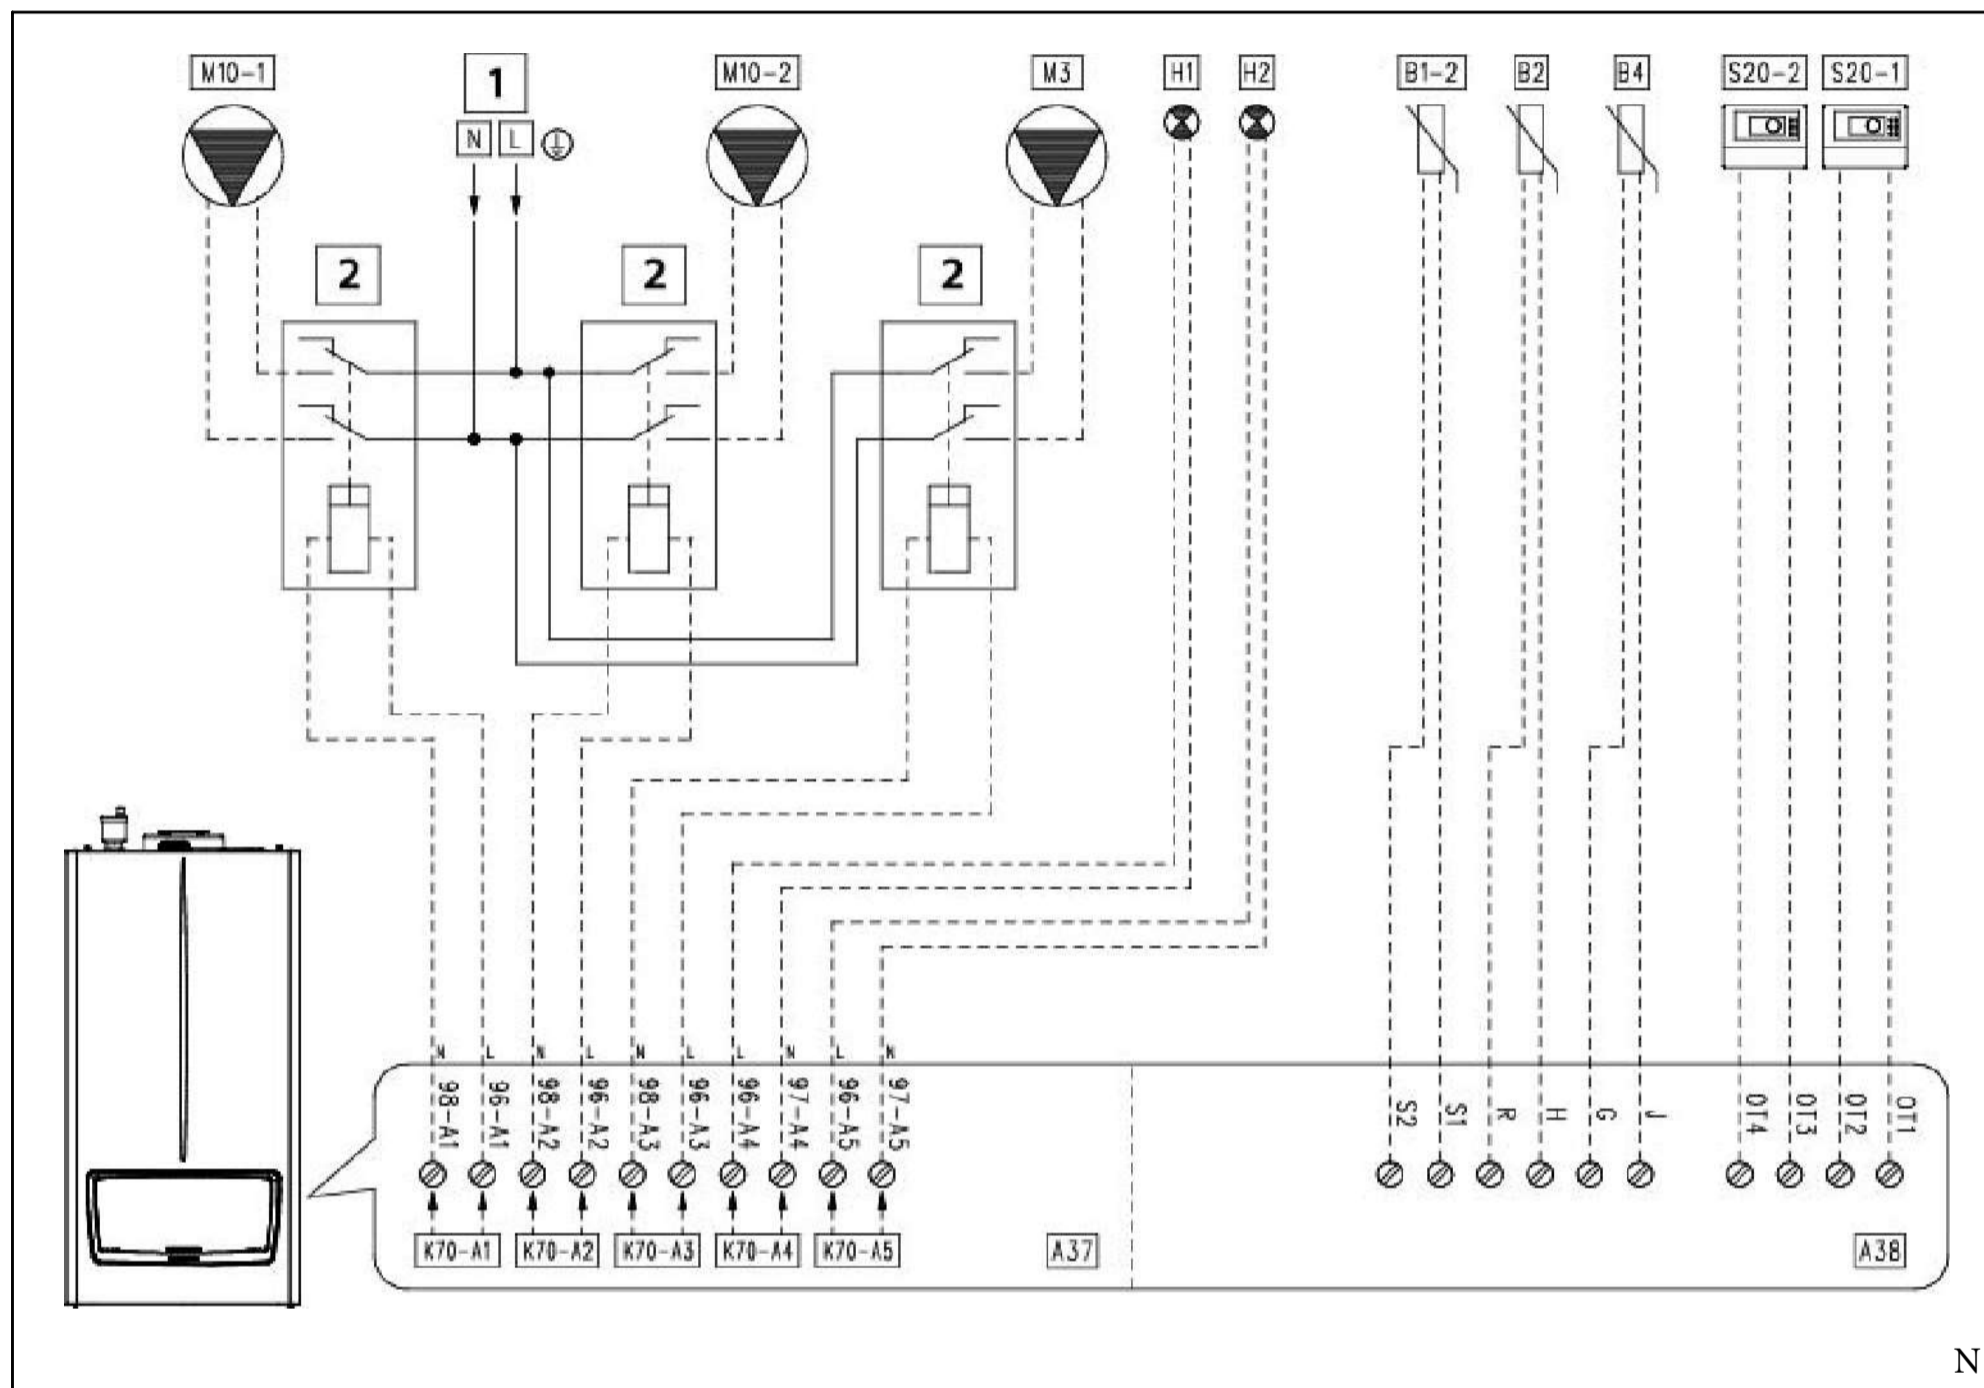 M10-1 1 M10-2 M3 H1 H2 B1-2 B2 B4 S20-2 S20-1
N L
2 2 2
N L N L N L L N L N
98-A1 96-A1 98-A2 96-A2 98-A3 96-A3 96-A4 97-A4 96-A5 97-A5 S2 S1 R H G J OT4 OT3 OT2 OT1
K70-A1 K70-A2 K70-A3 K70-A4 K70-A5 A37 A38
N